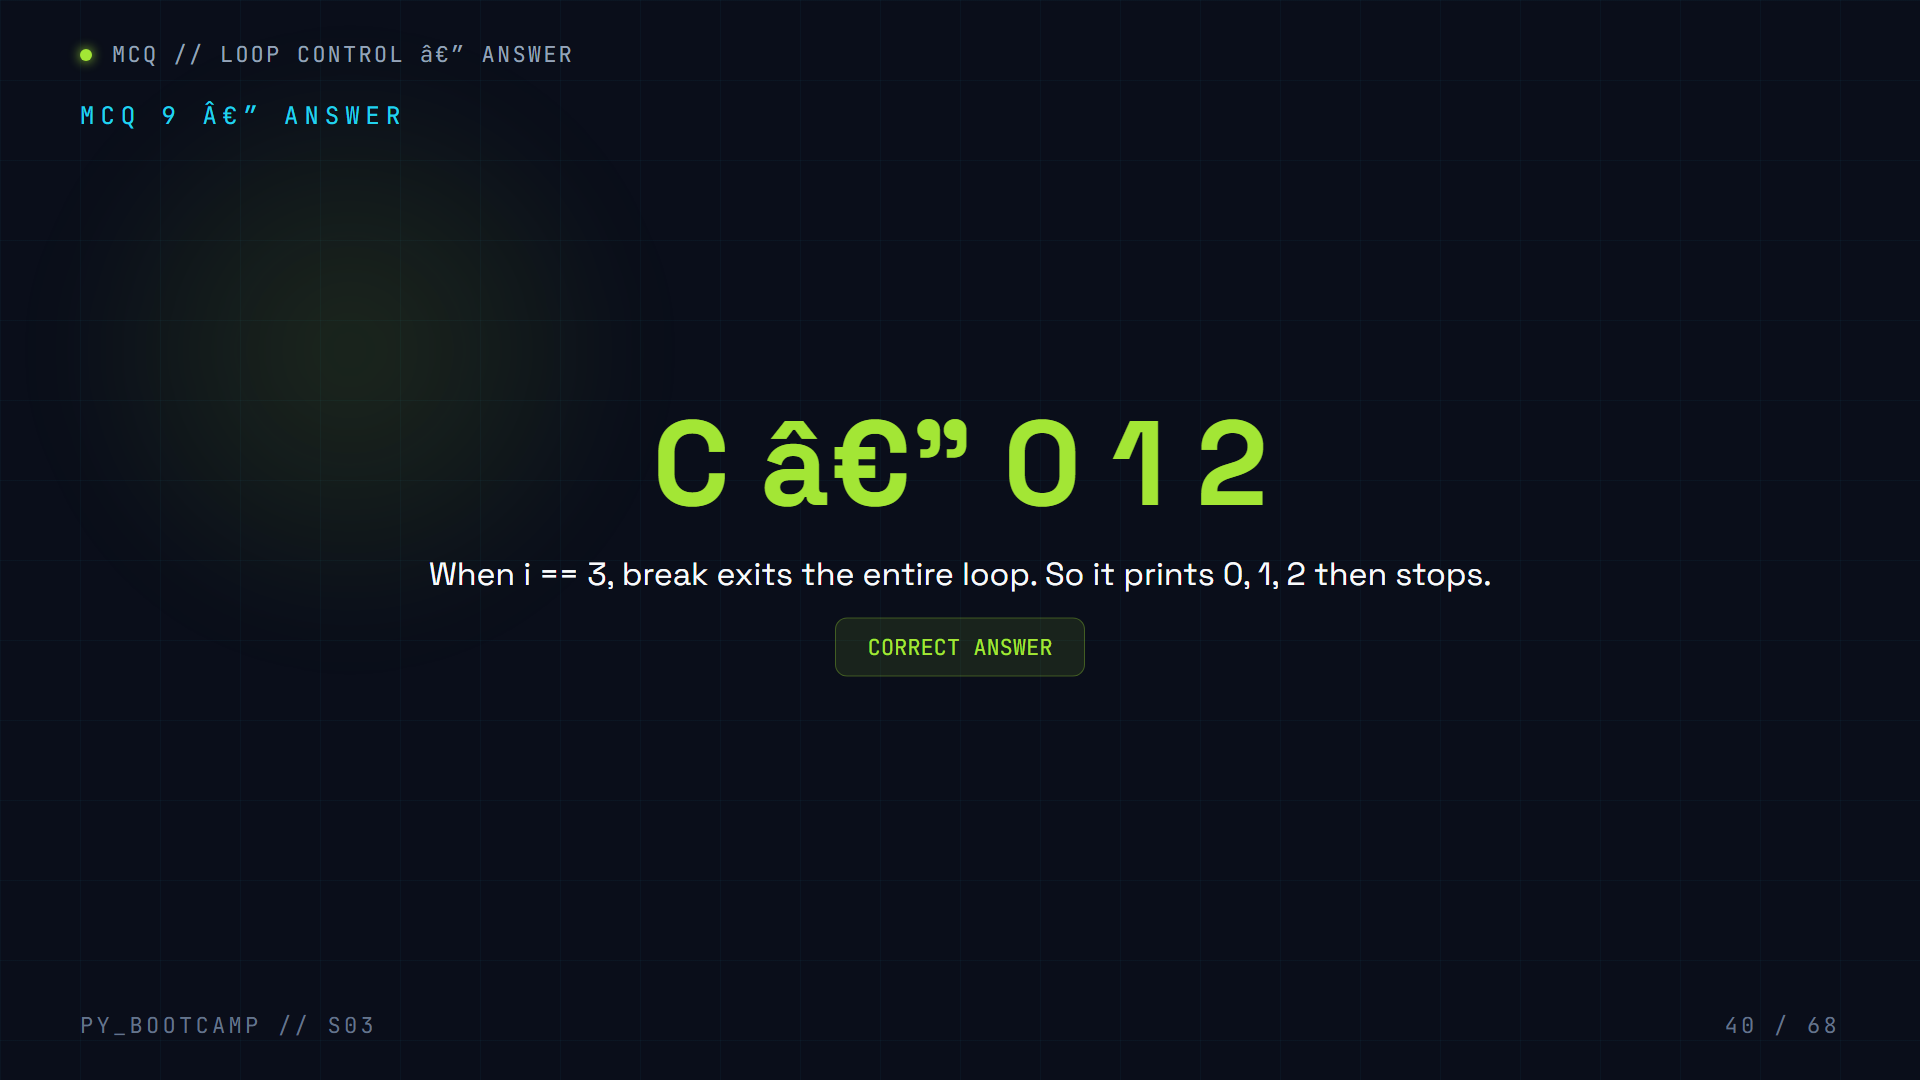 MCQ // LOOP CONTROL â€” ANSWER
MCQ 9 Â€” ANSWER
C â€” 0 1 2
When i == 3, break exits the entire loop. So it prints 0, 1, 2 then stops.
CORRECT ANSWER
PY_BOOTCAMP // S03
40 / 68